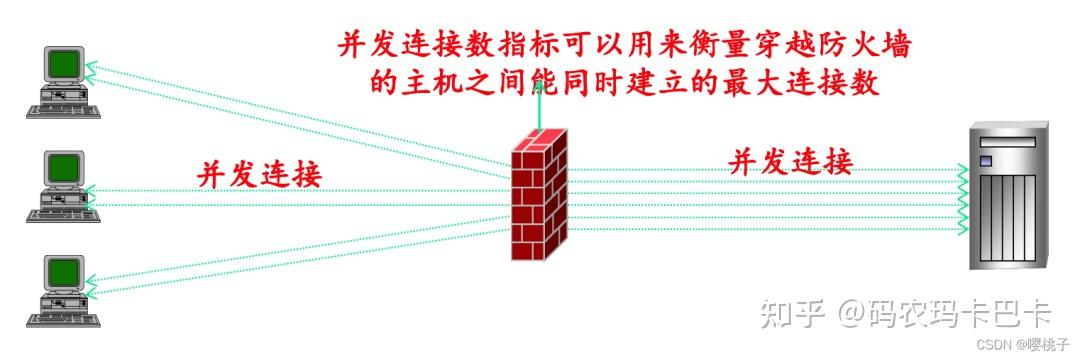 并发连接数指标可以用来衡量穿越防火墙
的主机之间能同时建立的最大连接数
并发连接
并发连接
知乎 @码农玛卡巴卡
CSDN @嘤桃子